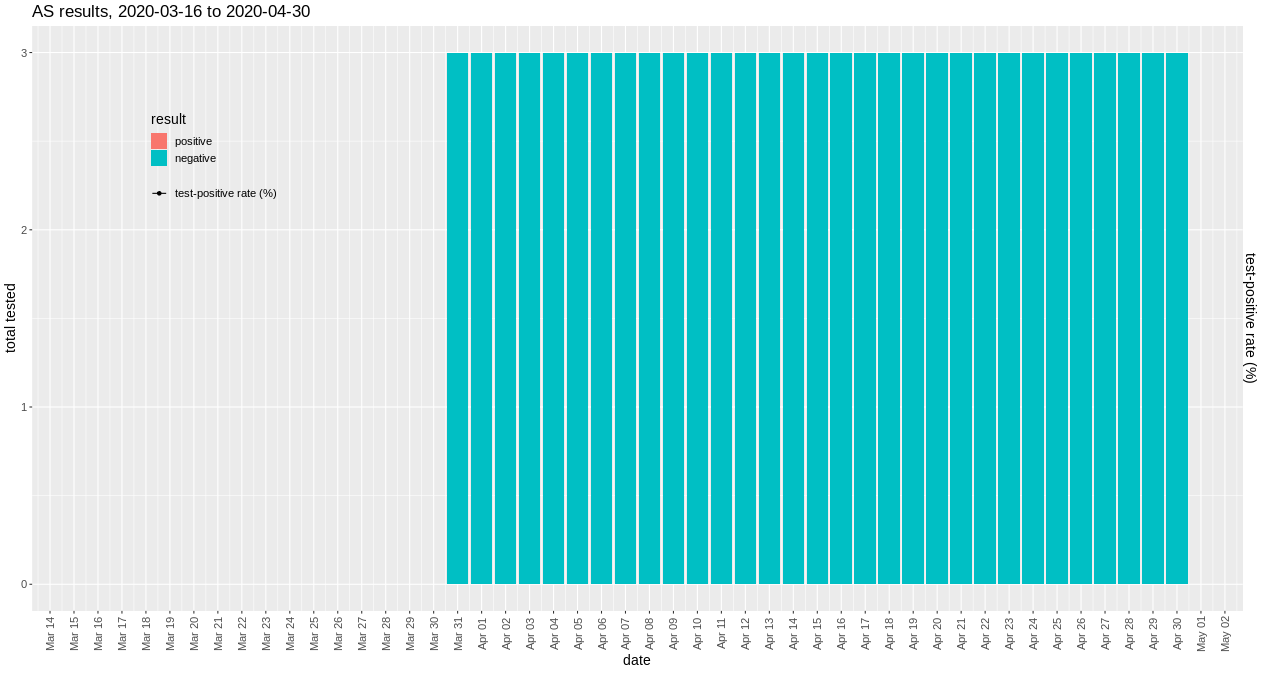 AS results, 2020-03-16 to 2020-04-30
3
2
1
0
total tested
result
positive
negative
test-positive rate (%)
test-positive rate (%)
Mar 14
Mar 15
Mar 16
Mar 17
Mar 18
Mar 19
Mar 20
Mar 21
Mar 22
Mar 23
Mar 24
Mar 25
Mar 26
Mar 27
Mar 28
Mar 29
Mar 30
Mar 31
Apr 01
Apr 02
Apr 03
Apr 04
Apr 05
Apr 06
Apr 07
Apr 08
Apr 09
Apr 10
Apr 11
Apr 12
Apr 13
Apr 14
Apr 15
Apr 16
Apr 17
Apr 18
Apr 19
Apr 20
Apr 21
Apr 22
Apr 23
Apr 24
Apr 25
Apr 26
Apr 27
Apr 28
Apr 29
Apr 30
May 01
May 02
date